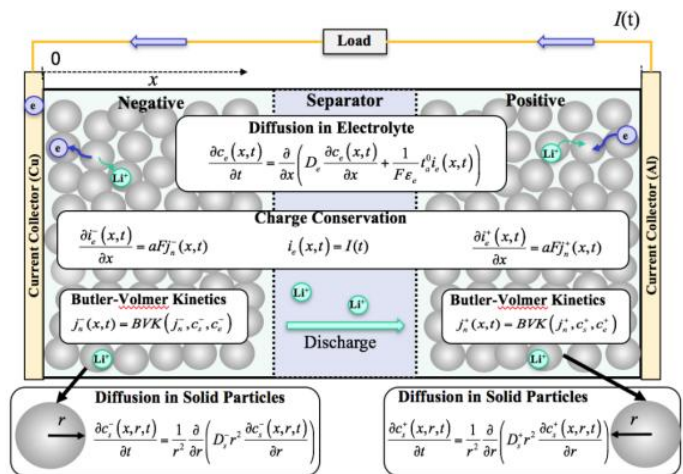 I(t)
Load
0
x
Negative
Separator
Positive
Current Collector (Cu)
Current Collector (Al)
e
e
e
Li⁺
Li⁺
Diffusion in Electrolyte
∂c_e(x,t)/∂t = ∂/∂x (D_e ∂c_e(x,t)/∂x + 1/(Fε_e) t_a^0 i_e(x,t))
Charge Conservation
∂i_e^-(x,t)/∂x = aFj_n^-(x,t)
i_e(x,t) = I(t)
∂i_e^+(x,t)/∂x = aFj_n^+(x,t)
Butler-Volmer Kinetics
j_n^-(x,t) = BVK(j_n^-, c_s^-, c_e^-)
Li⁺
Li⁺
Li⁺
Discharge
Butler-Volmer Kinetics
j_n^+(x,t) = BVK(j_n^+, c_s^+, c_e^+)
Li⁺
Diffusion in Solid Particles
r
∂c_s^-(x,r,t)/∂t = 1/r² ∂/∂r (D_s^- r² ∂c_s^-(x,r,t)/∂r)
Diffusion in Solid Particles
∂c_s^+(x,r,t)/∂t = 1/r² ∂/∂r (D_s^+ r² ∂c_s^+(x,r,t)/∂r)
r